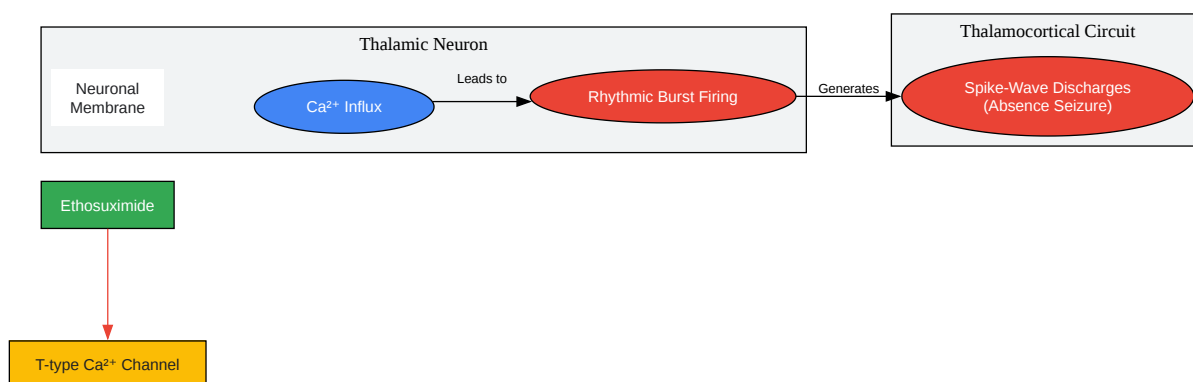 Thalamocortical Circuit
Thalamic Neuron
Neuronal
Membrane
Ca²⁺ Influx
Leads to
Rhythmic Burst Firing
Generates
Spike-Wave Discharges
(Absence Seizure)
Ethosuximide
T-type Ca²⁺ Channel